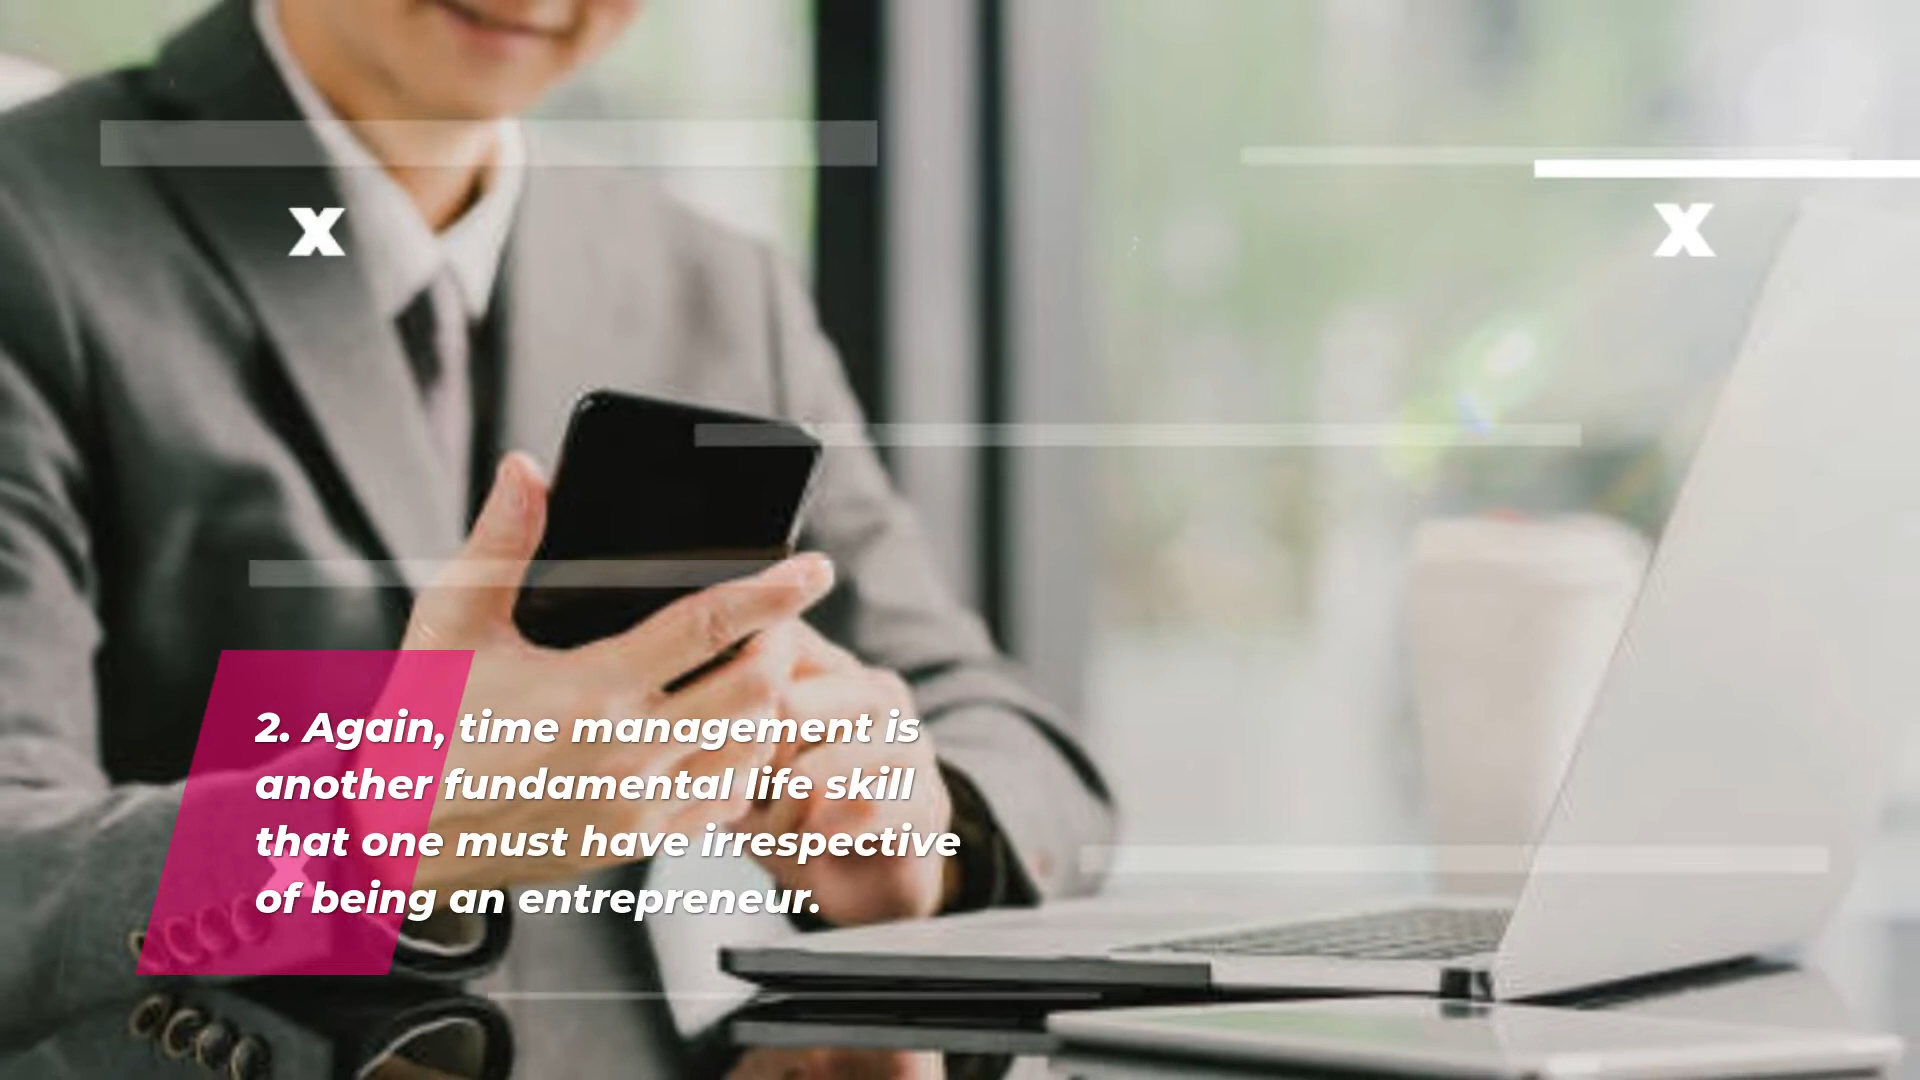 x
x
2. Again, time management is
another fundamental life skill
that one must have irrespective
of being an entrepreneur.